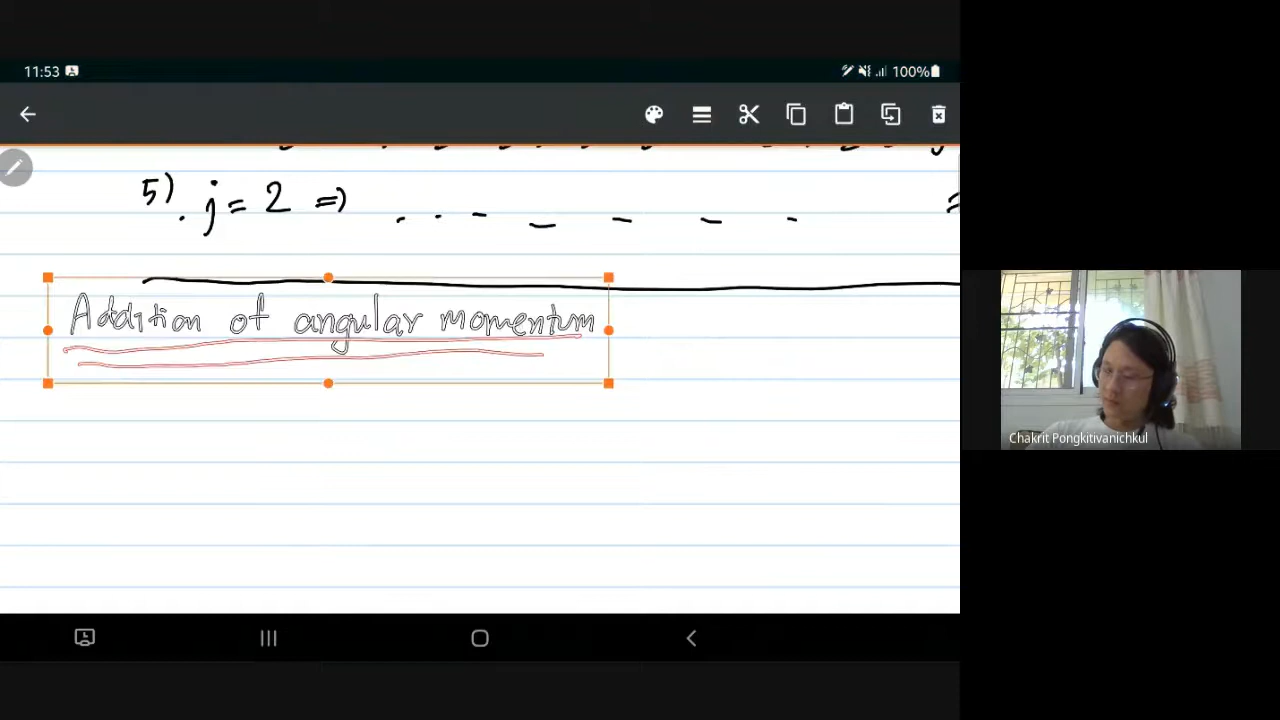 11:53 100%
5) . j = 2 ⇒ . . - - - - - =
Addition of angular momentum
Chakrit Pongkitivanichkul